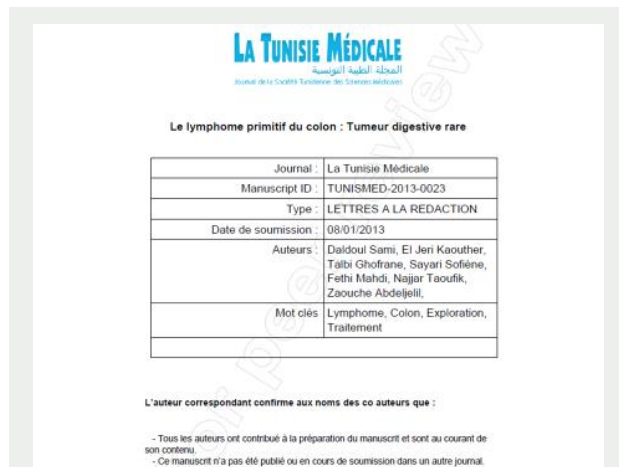 LA TUNISIE MÉDICALE
المجلة الطبية التونسية
Journal de la Société Tunisienne des Sciences Médicales
Le lymphome primitif du colon : Tumeur digestive rare
Journal : La Tunisie Médicale
Manuscript ID : TUNISMED-2013-0023
Type : LETTRES A LA REDACTION
Date de soumission : 08/01/2013
Auteurs : Daldoul Sami, El Jeri Kaouther,
Talbi Ghofrane, Sayari Sofiène,
Fethi Mahdi, Najjar Taoufik,
Zaouche Abdeljelil,
Mot clés Lymphome, Colon, Exploration,
Traitement
L'auteur correspondant confirme aux noms des co auteurs que :
- Tous les auteurs ont contribué à la préparation du manuscrit et sont au courant de
son contenu.
- Ce manuscrit n'a pas été publié ou en cours de soumission dans un autre journal.
or peer review